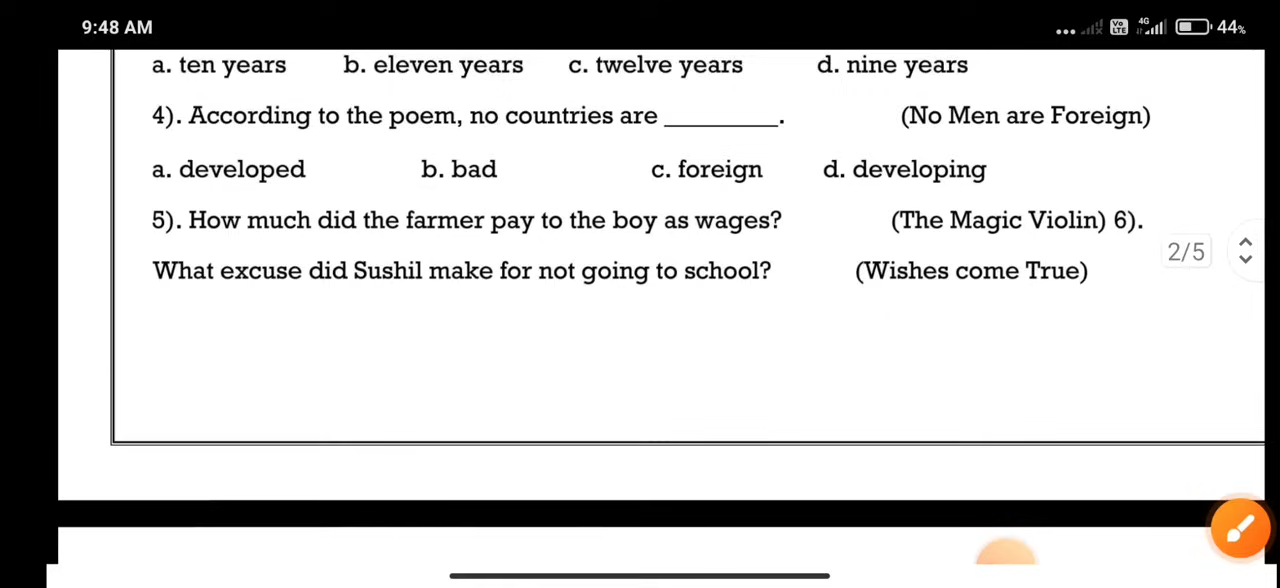 9:48 AM
Vo LTE 4G 44%
a. ten years b. eleven years c. twelve years d. nine years
4). According to the poem, no countries are ________. (No Men are Foreign)
a. developed b. bad c. foreign d. developing
5). How much did the farmer pay to the boy as wages? (The Magic Violin) 6).
2/5
What excuse did Sushil make for not going to school? (Wishes come True)